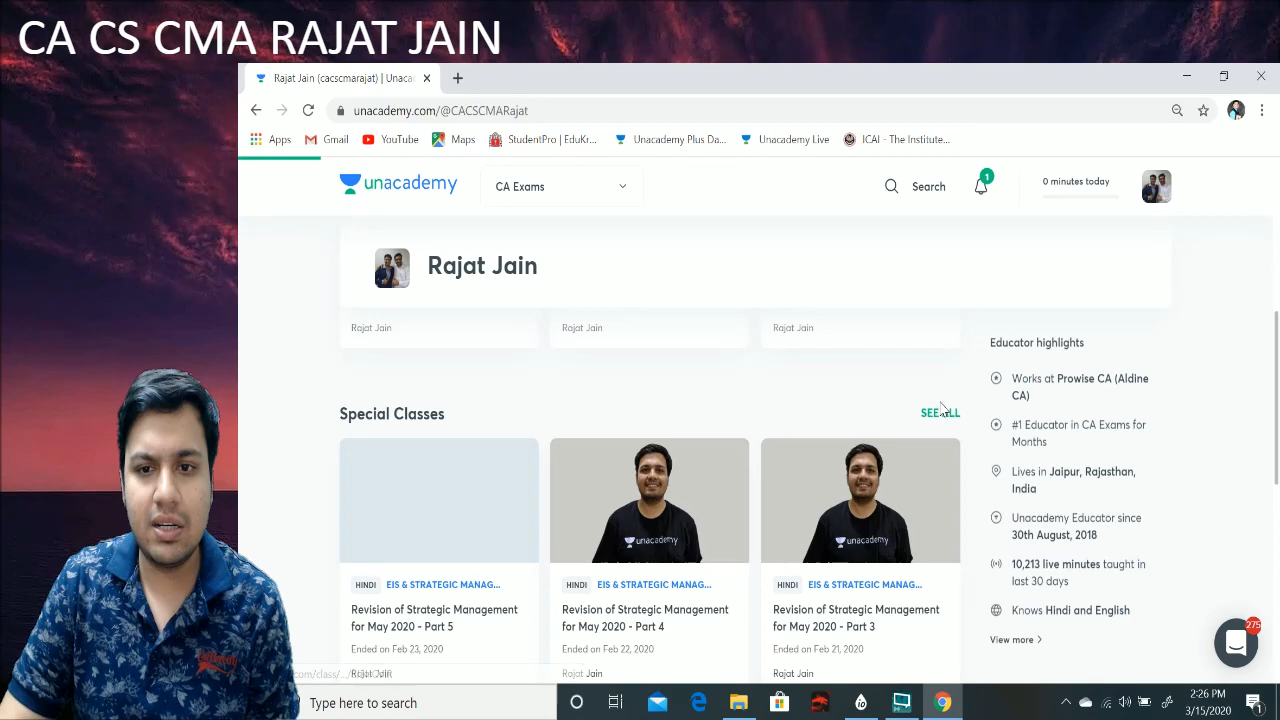 CA CS CMA RAJAT JAIN
Rajat Jain (cacscmarajat) | Unaca
unacademy.com/@CACSCMARajat
Apps Gmail YouTube Maps StudentPro | EduKr... Unacademy Plus Da... Unacademy Live ICAI - The Institute...
unacademy CA Exams Search 1 0 minutes today
Rajat Jain
Rajat Jain Rajat Jain Rajat Jain
Special Classes
unacademy unacademy
HINDI EIS & STRATEGIC MANAG... HINDI EIS & STRATEGIC MANAG... HINDI EIS & STRATEGIC MANAG...
Revision of Strategic Management Revision of Strategic Management Revision of Strategic Management
for May 2020 - Part 5 for May 2020 - Part 4 for May 2020 - Part 3
Ended on Feb 23, 2020 Ended on Feb 22, 2020 Ended on Feb 21, 2020
Rajat Jain Rajat Jain Rajat Jain
Educator highlights
Works at Prowise CA (Aldine
CA)
#1 Educator in CA Exams for
Months
Lives in Jaipur, Rajasthan,
India
Unacademy Educator since
30th August, 2018
10,213 live minutes taught in
last 30 days
Knows Hindi and English
View more
275
Type here to search
2:26 PM
3/15/2020
1